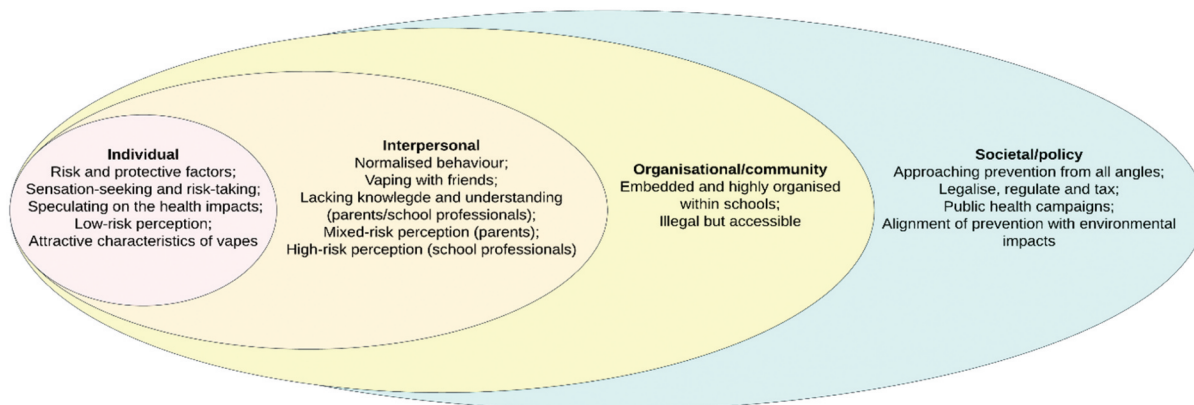 Individual
Risk and protective factors;
Sensation-seeking and risk-taking;
Speculating on the health impacts;
Low-risk perception;
Attractive characteristics of vapes
Interpersonal
Normalised behaviour;
Vaping with friends;
Lacking knowlegde and understanding
(parents/school professionals);
Mixed-risk perception (parents);
High-risk perception (school professionals)
Organisational/community
Embedded and highly organised
within schools;
Illegal but accessible
Societal/policy
Approaching prevention from all angles;
Legalise, regulate and tax;
Public health campaigns;
Alignment of prevention with environmental
impacts